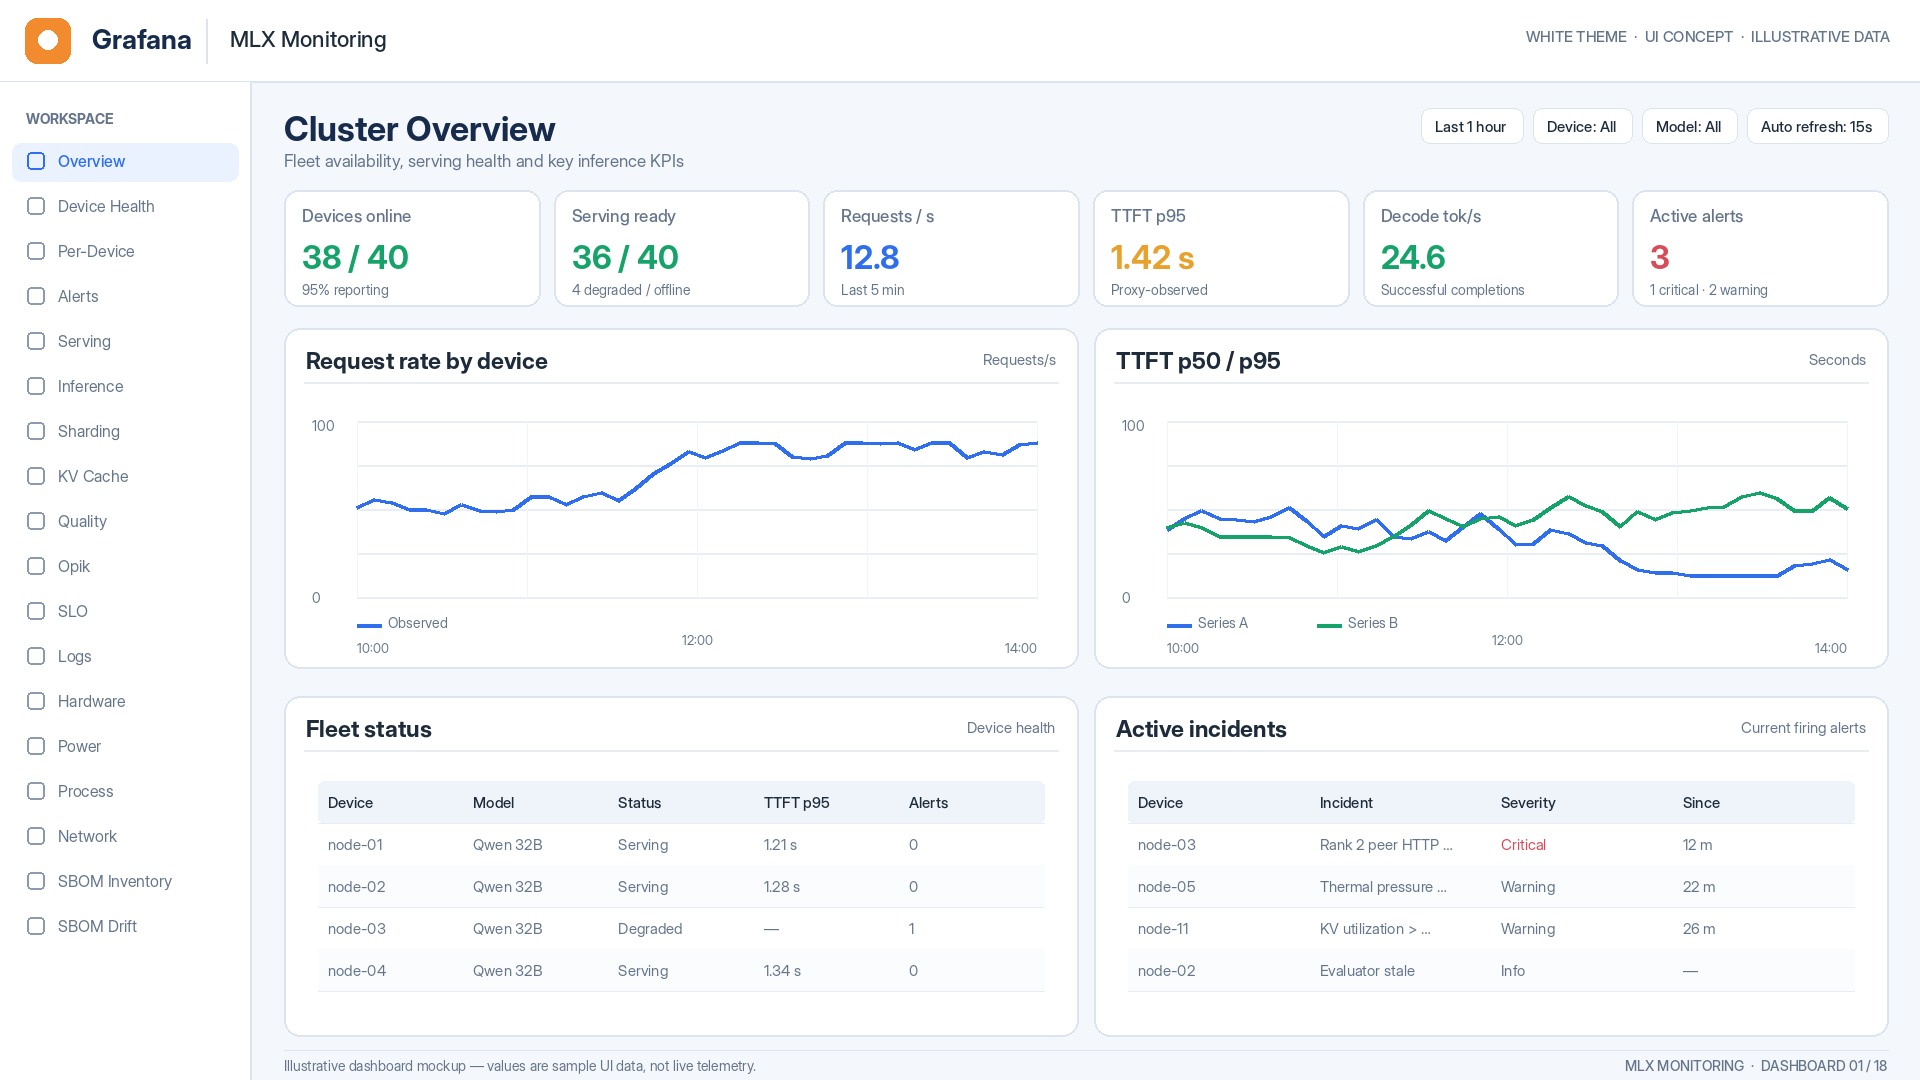 Grafana
MLX Monitoring
WHITE THEME · UI CONCEPT · ILLUSTRATIVE DATA
WORKSPACE
Overview
Device Health
Per-Device
Alerts
Serving
Inference
Sharding
KV Cache
Quality
Opik
SLO
Logs
Hardware
Power
Process
Network
SBOM Inventory
SBOM Drift
Cluster Overview
Fleet availability, serving health and key inference KPIs
Last 1 hour
Device: All
Model: All
Auto refresh: 15s
Devices online
38 / 40
95% reporting
Serving ready
36 / 40
4 degraded / offline
Requests / s
12.8
Last 5 min
TTFT p95
1.42 s
Proxy-observed
Decode tok/s
24.6
Successful completions
Active alerts
3
1 critical · 2 warning
Request rate by device
Requests/s
100
0
Observed
10:00
12:00
14:00
TTFT p50 / p95
Seconds
100
0
Series A
Series B
10:00
12:00
14:00
Fleet status
Device health
Device Model Status TTFT p95 Alerts
node-01 Qwen 32B Serving 1.21 s 0
node-02 Qwen 32B Serving 1.28 s 0
node-03 Qwen 32B Degraded — 1
node-04 Qwen 32B Serving 1.34 s 0
Active incidents
Current firing alerts
Device Incident Severity Since
node-03 Rank 2 peer HTTP ... Critical 12 m
node-05 Thermal pressure ... Warning 22 m
node-11 KV utilization > ... Warning 26 m
node-02 Evaluator stale Info —
Illustrative dashboard mockup — values are sample UI data, not live telemetry.
MLX MONITORING · DASHBOARD 01 / 18